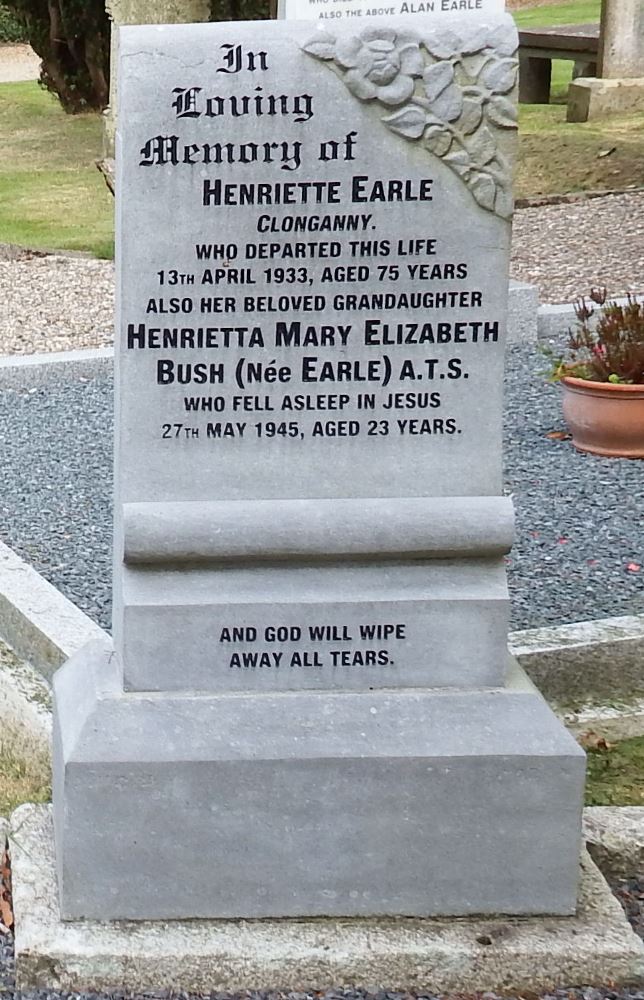 ALSO THE ABOVE ALAN EARLE
In
Loving
Memory of
HENRIETTE EARLE
CLONGANNY.
WHO DEPARTED THIS LIFE
13TH APRIL 1933, AGED 75 YEARS
ALSO HER BELOVED GRANDAUGHTER
HENRIETTA MARY ELIZABETH
BUSH (Née EARLE) A.T.S.
WHO FELL ASLEEP IN JESUS
27TH MAY 1945, AGED 23 YEARS.
AND GOD WILL WIPE
AWAY ALL TEARS.